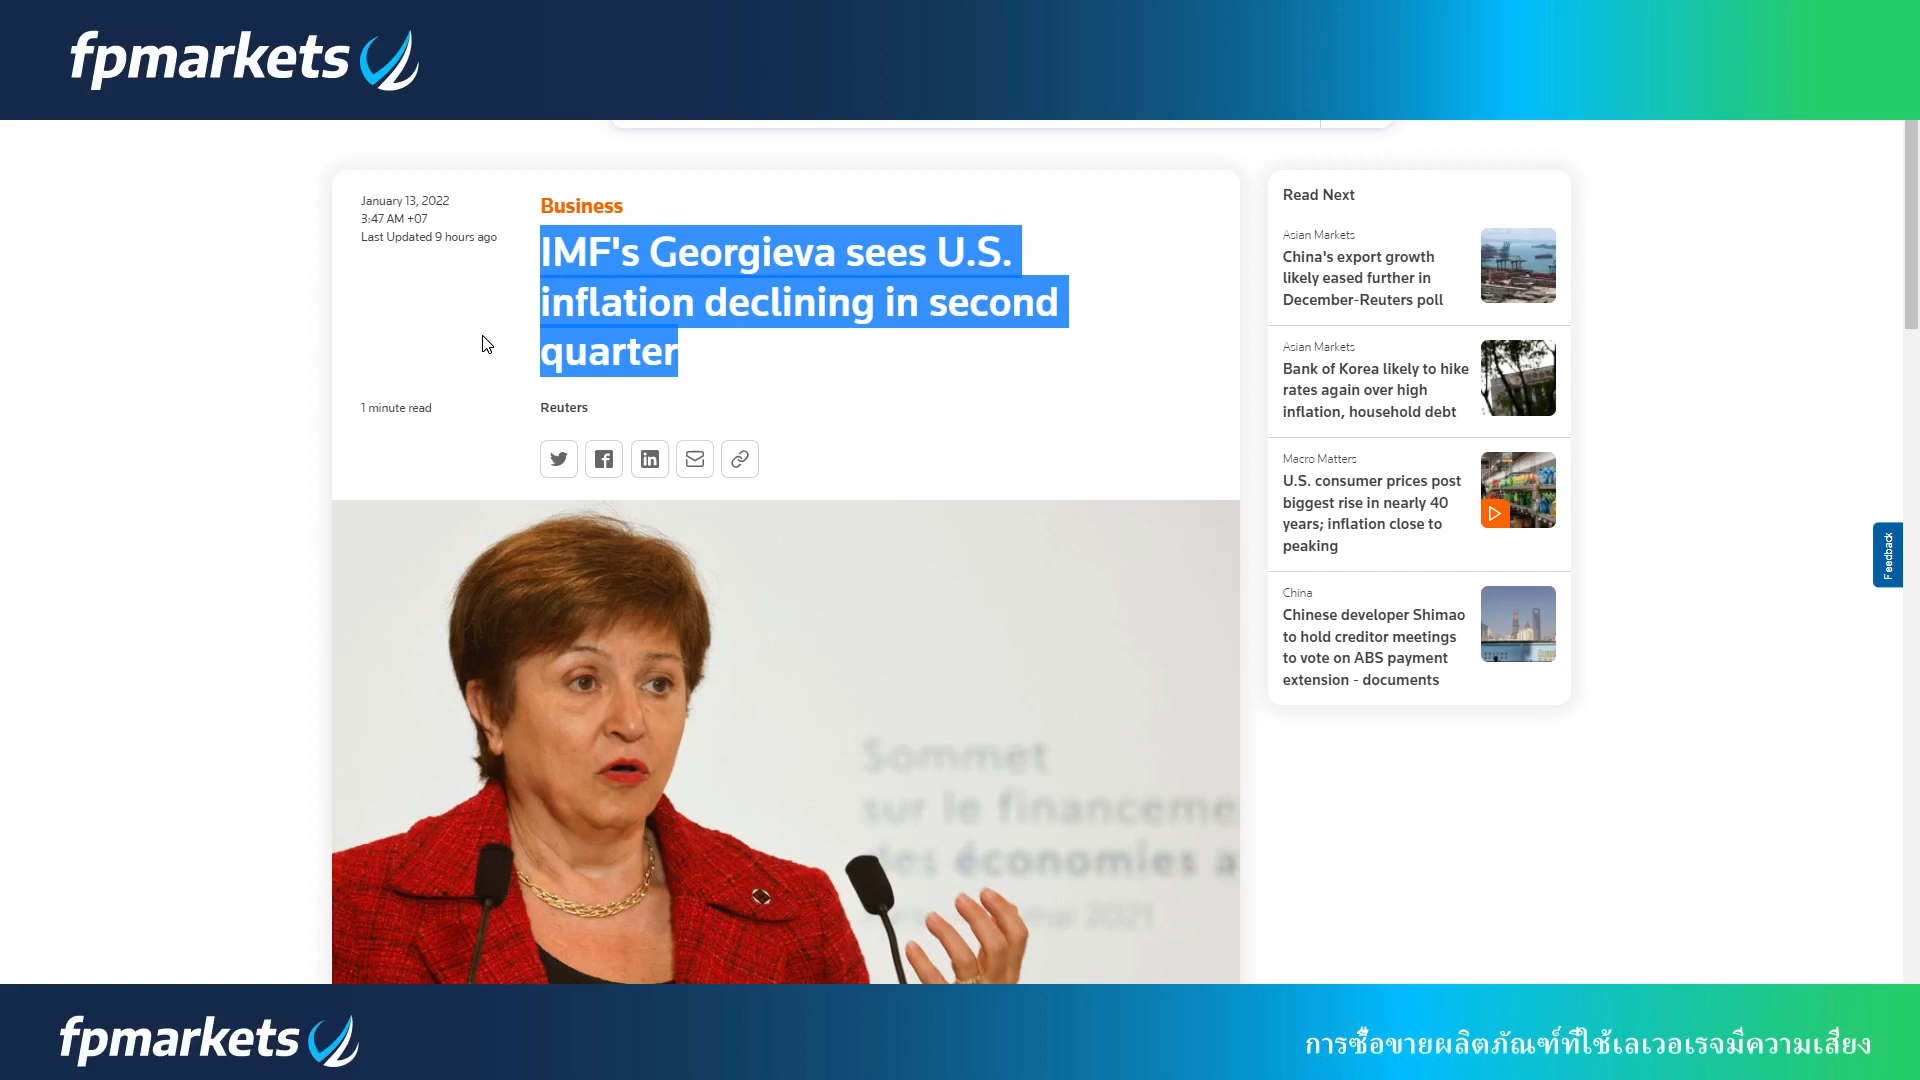 fpmarkets
January 13, 2022
3:47 AM +07
Last Updated 9 hours ago
Business
IMF's Georgieva sees U.S.
inflation declining in second
quarter
1 minute read
Reuters
Sommet
sur le financeme
des économies a
mai 2021
Read Next
Asian Markets
China's export growth
likely eased further in
December-Reuters poll
Asian Markets
Bank of Korea likely to hike
rates again over high
inflation, household debt
Macro Matters
U.S. consumer prices post
biggest rise in nearly 40
years; inflation close to
peaking
China
Chinese developer Shimao
to hold creditor meetings
to vote on ABS payment
extension - documents
Feedback
fpmarkets
การซื้อขายผลิตภัณฑ์ที่ใช้เลเวอเรจมีความเสี่ยง